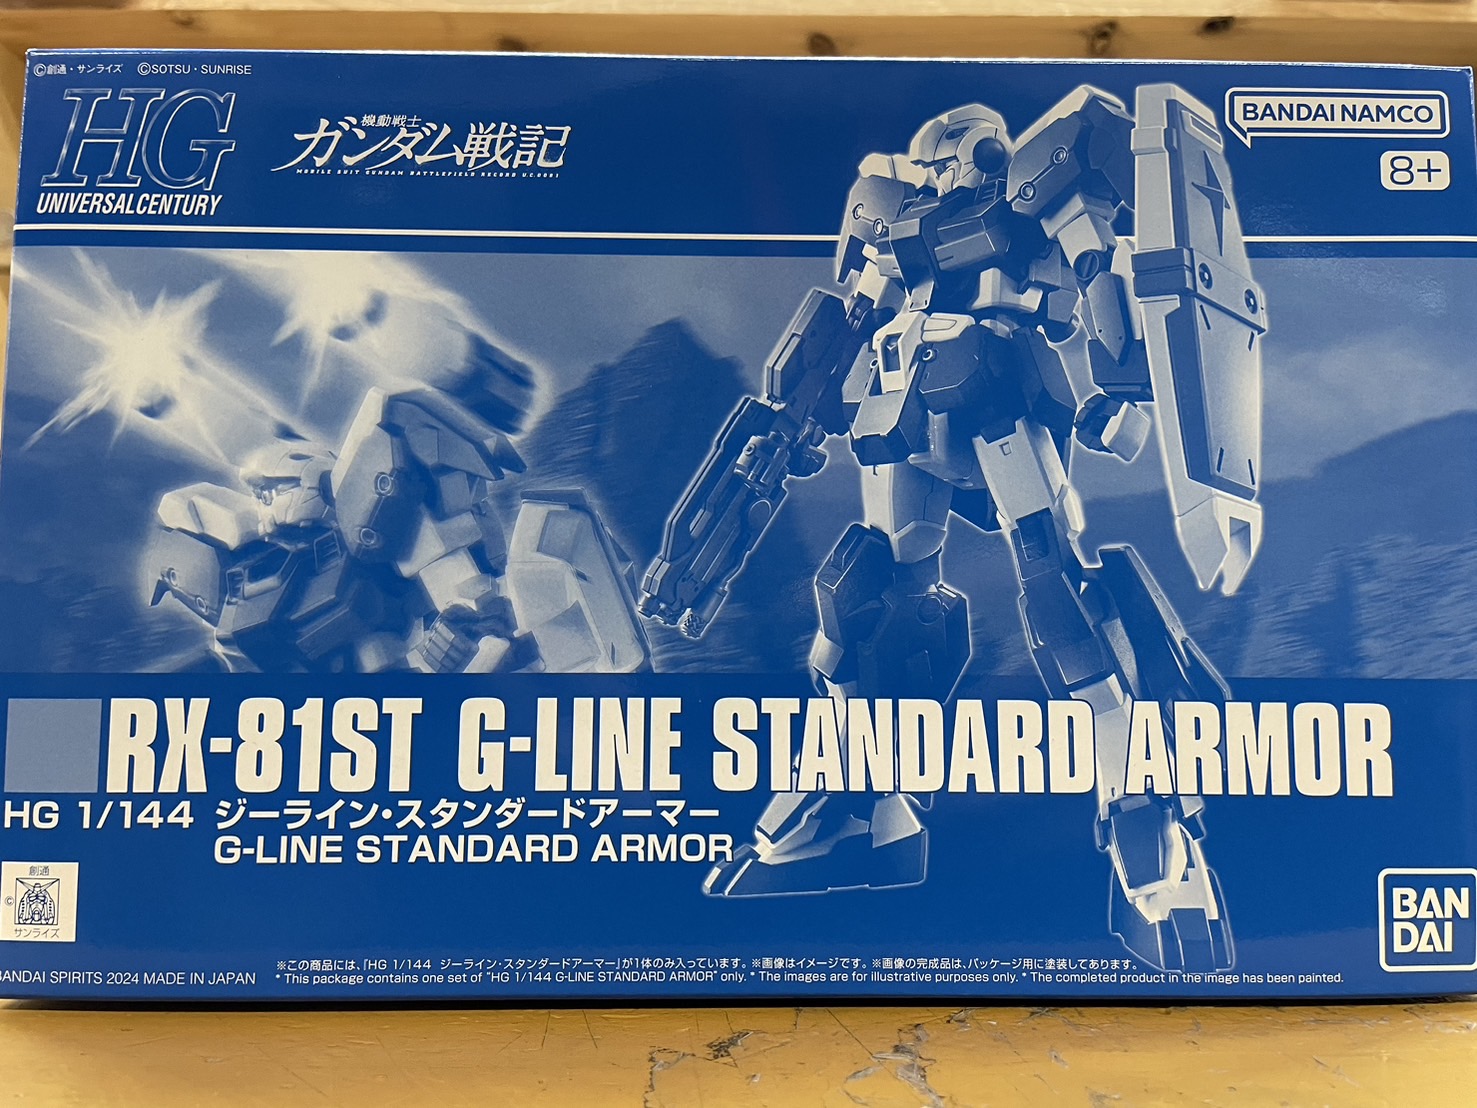 ©創通・サンライズ ©SOTSU・SUNRISE
HG
UNIVERSAL CENTURY
機動戦士
ガンダム戦記
MOBILE SUIT GUNDAM BATTLEFIELD RECORD U.C.0081
BANDAI NAMCO
8+
RX-81ST G-LINE STANDARD ARMOR
HG 1/144 ジーライン・スタンダードアーマー
G-LINE STANDARD ARMOR
創通
©
サンライズ
BAN
DAI
BANDAI SPIRITS 2024 MADE IN JAPAN
※この商品には、「HG 1/144 ジーライン・スタンダードアーマー」が1体のみ入っています。※画像はイメージです。※画像の完成品は、パッケージ用に塗装してあります。
* This package contains one set of "HG 1/144 G-LINE STANDARD ARMOR" only. * The images are for illustrative purposes only. * The completed product in the image has been painted.